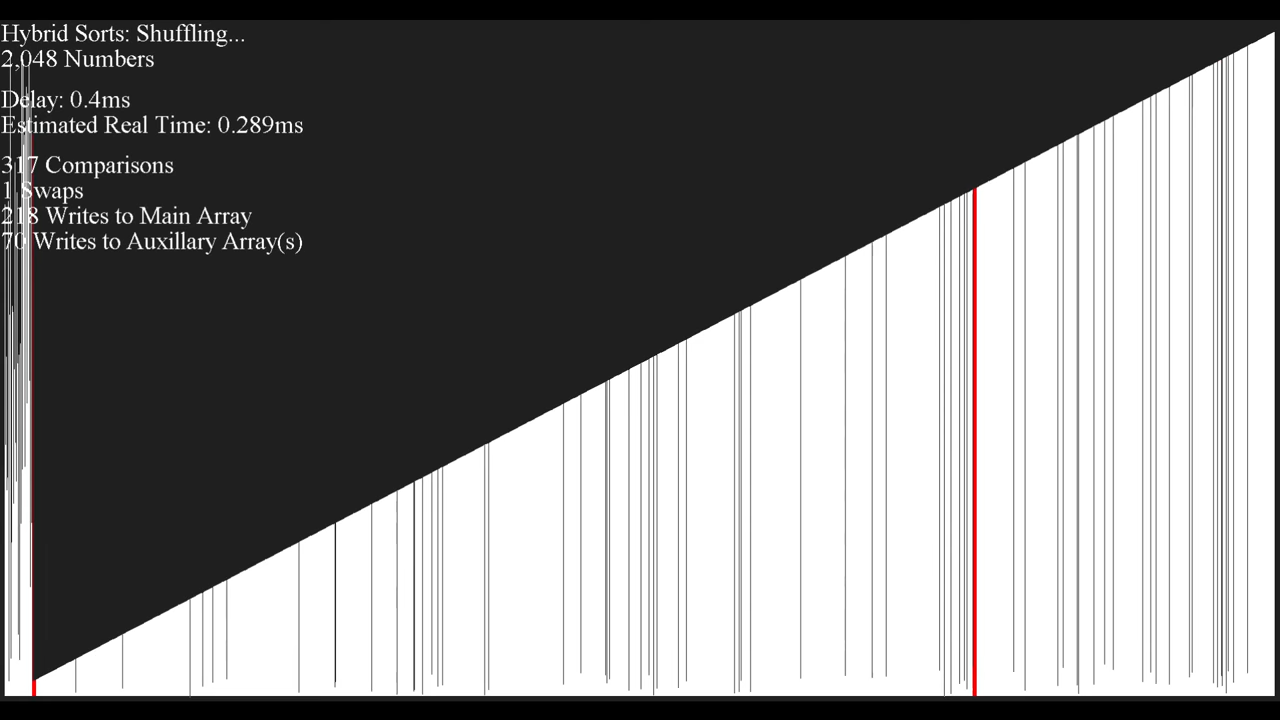 Hybrid Sorts: Shuffling...
2,048 Numbers
Delay: 0.4ms
Estimated Real Time: 0.289ms
317 Comparisons
1 Swaps
218 Writes to Main Array
70 Writes to Auxillary Array(s)